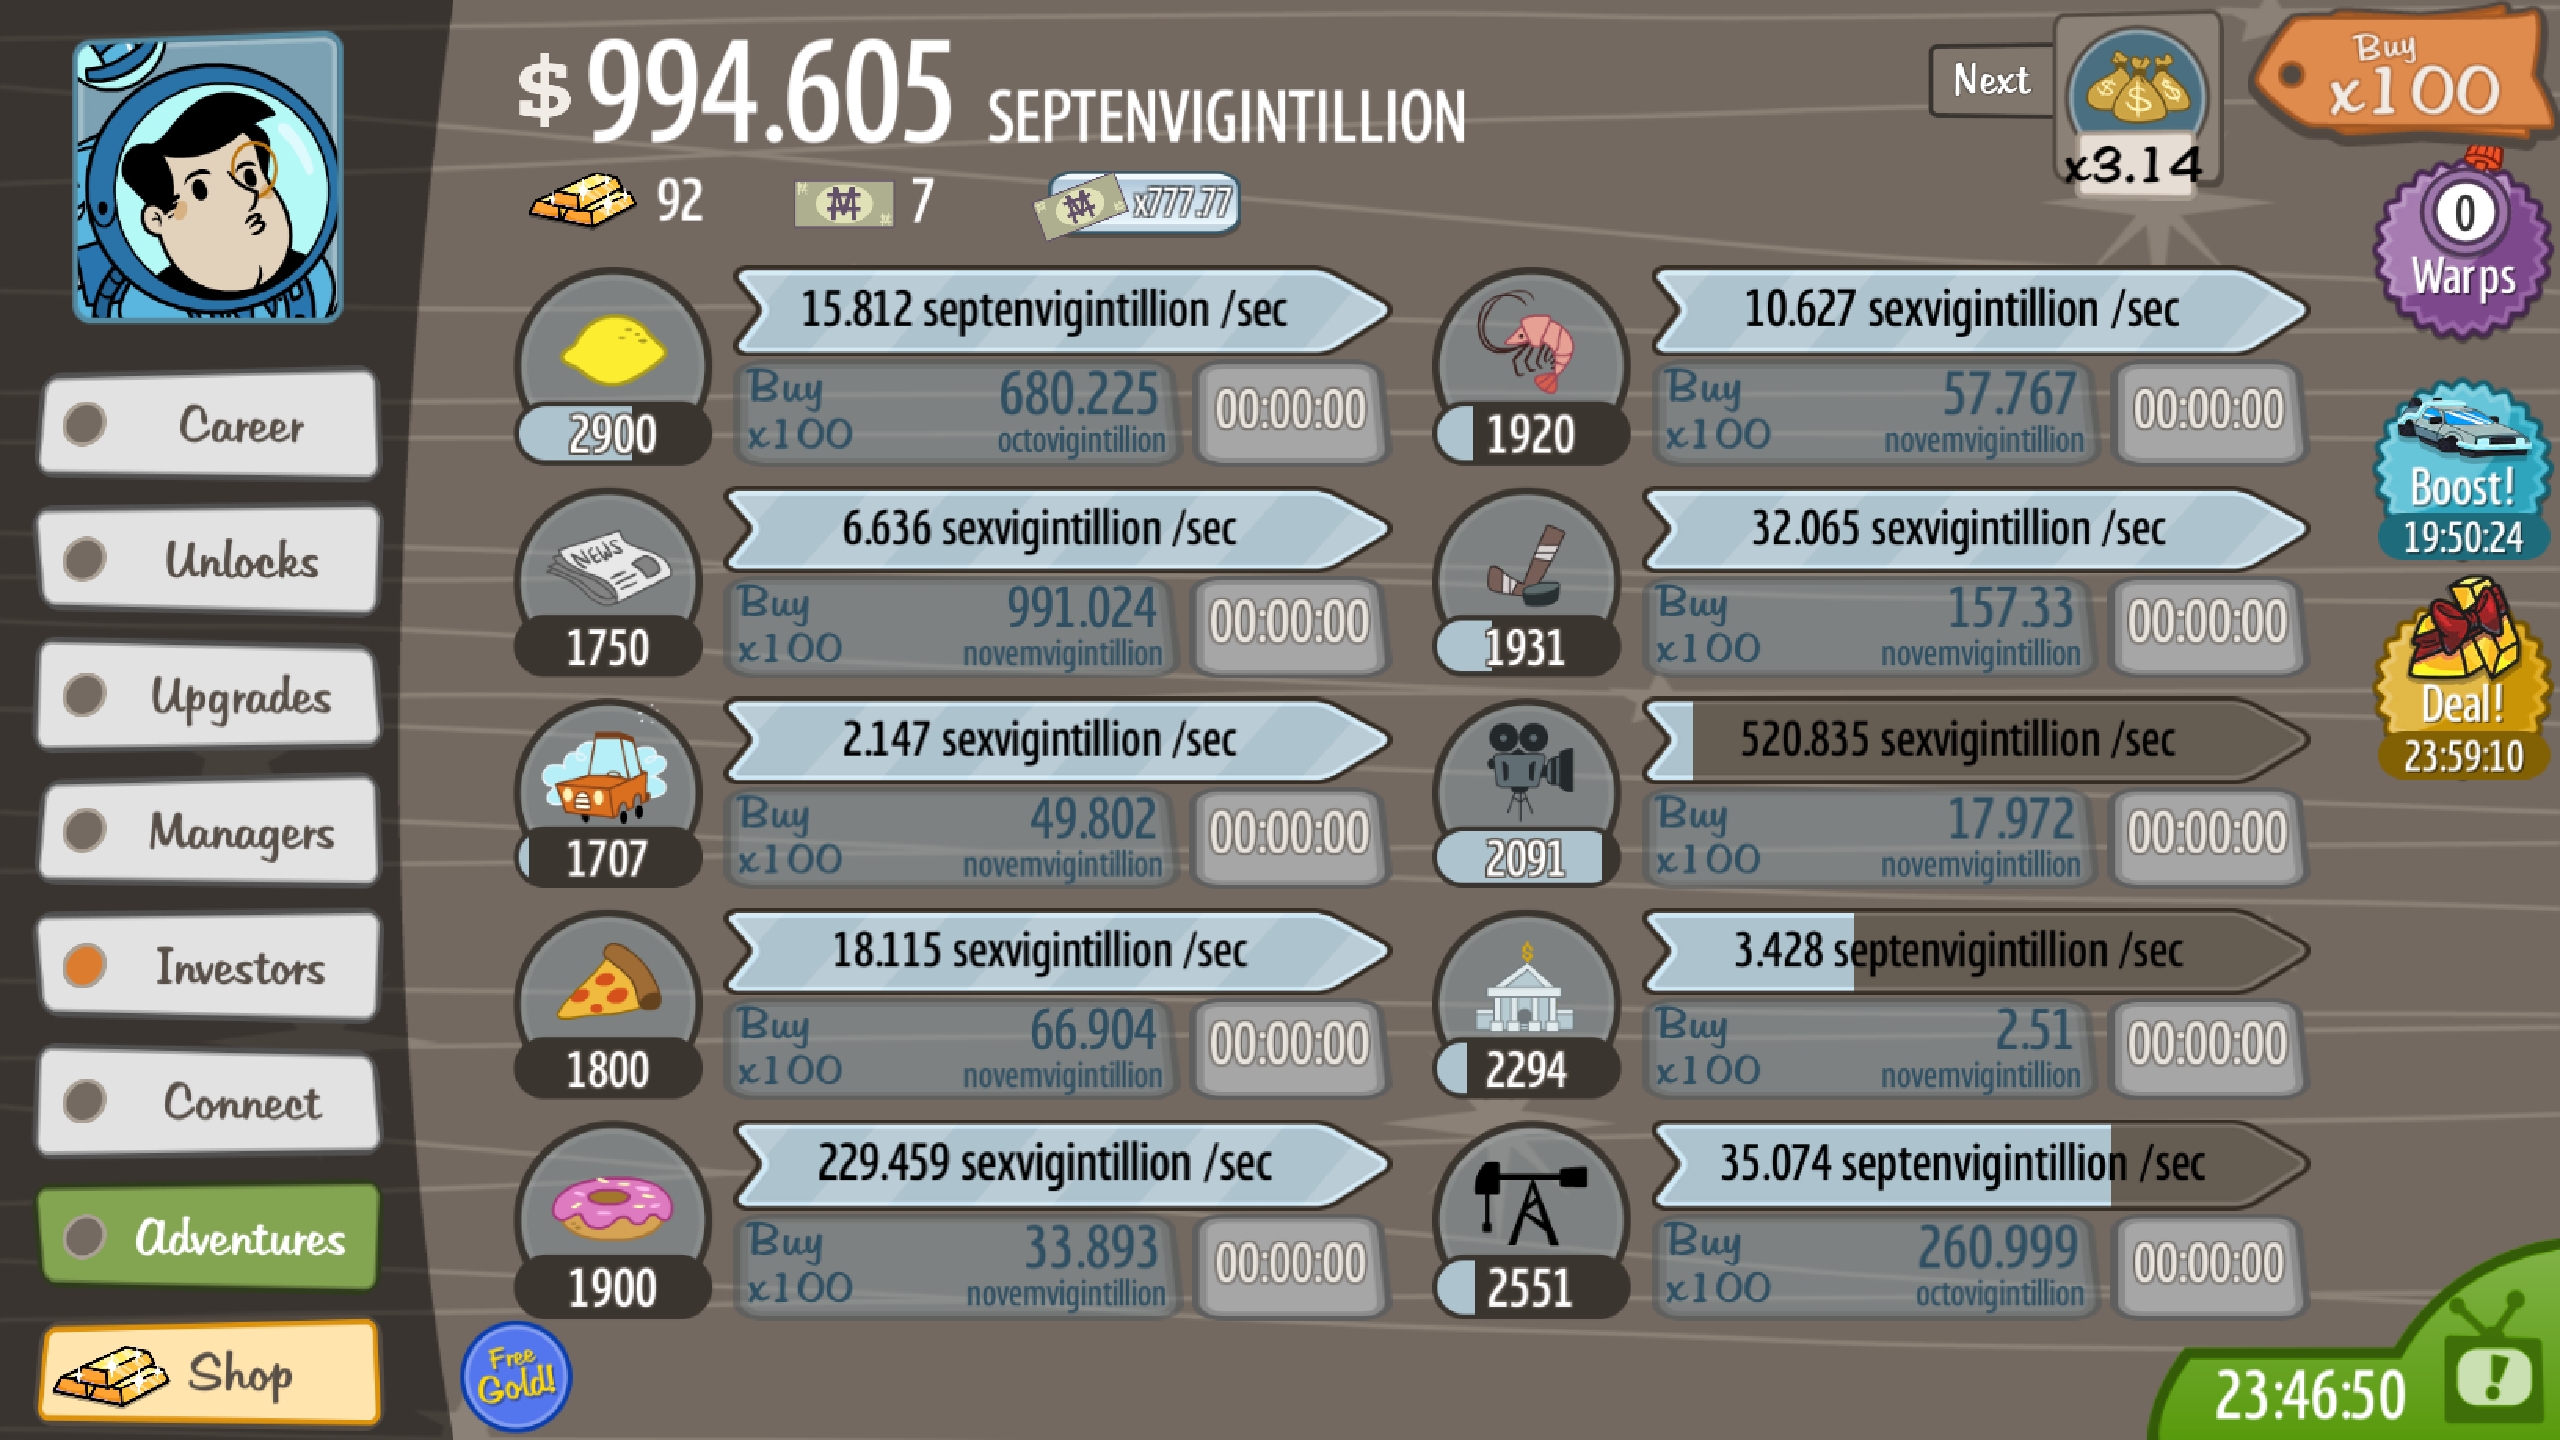 $994.605 SEPTENVIGINTILLION
Next
x3.14
Buy
x100
92
7
x777.77
0
Warps
Boost!
19:50:24
Deal!
23:59:10
Career
Unlocks
Upgrades
Managers
Investors
Connect
Adventures
Shop
15.812 septenvigintillion /sec
2900
Buy
x100
680.225
octovigintillion
00:00:00
10.627 sexvigintillion /sec
1920
Buy
x100
57.767
novemvigintillion
00:00:00
NEWS
6.636 sexvigintillion /sec
1750
Buy
x100
991.024
novemvigintillion
00:00:00
32.065 sexvigintillion /sec
1931
Buy
x100
157.33
novemvigintillion
00:00:00
2.147 sexvigintillion /sec
1707
Buy
x100
49.802
novemvigintillion
00:00:00
520.835 sexvigintillion /sec
2091
Buy
x100
17.972
novemvigintillion
00:00:00
18.115 sexvigintillion /sec
1800
Buy
x100
66.904
novemvigintillion
00:00:00
3.428 septenvigintillion /sec
2294
Buy
x100
2.51
novemvigintillion
00:00:00
229.459 sexvigintillion /sec
1900
Buy
x100
33.893
novemvigintillion
00:00:00
35.074 septenvigintillion /sec
2551
Buy
x100
260.999
octovigintillion
00:00:00
Free
Gold!
23:46:50
!